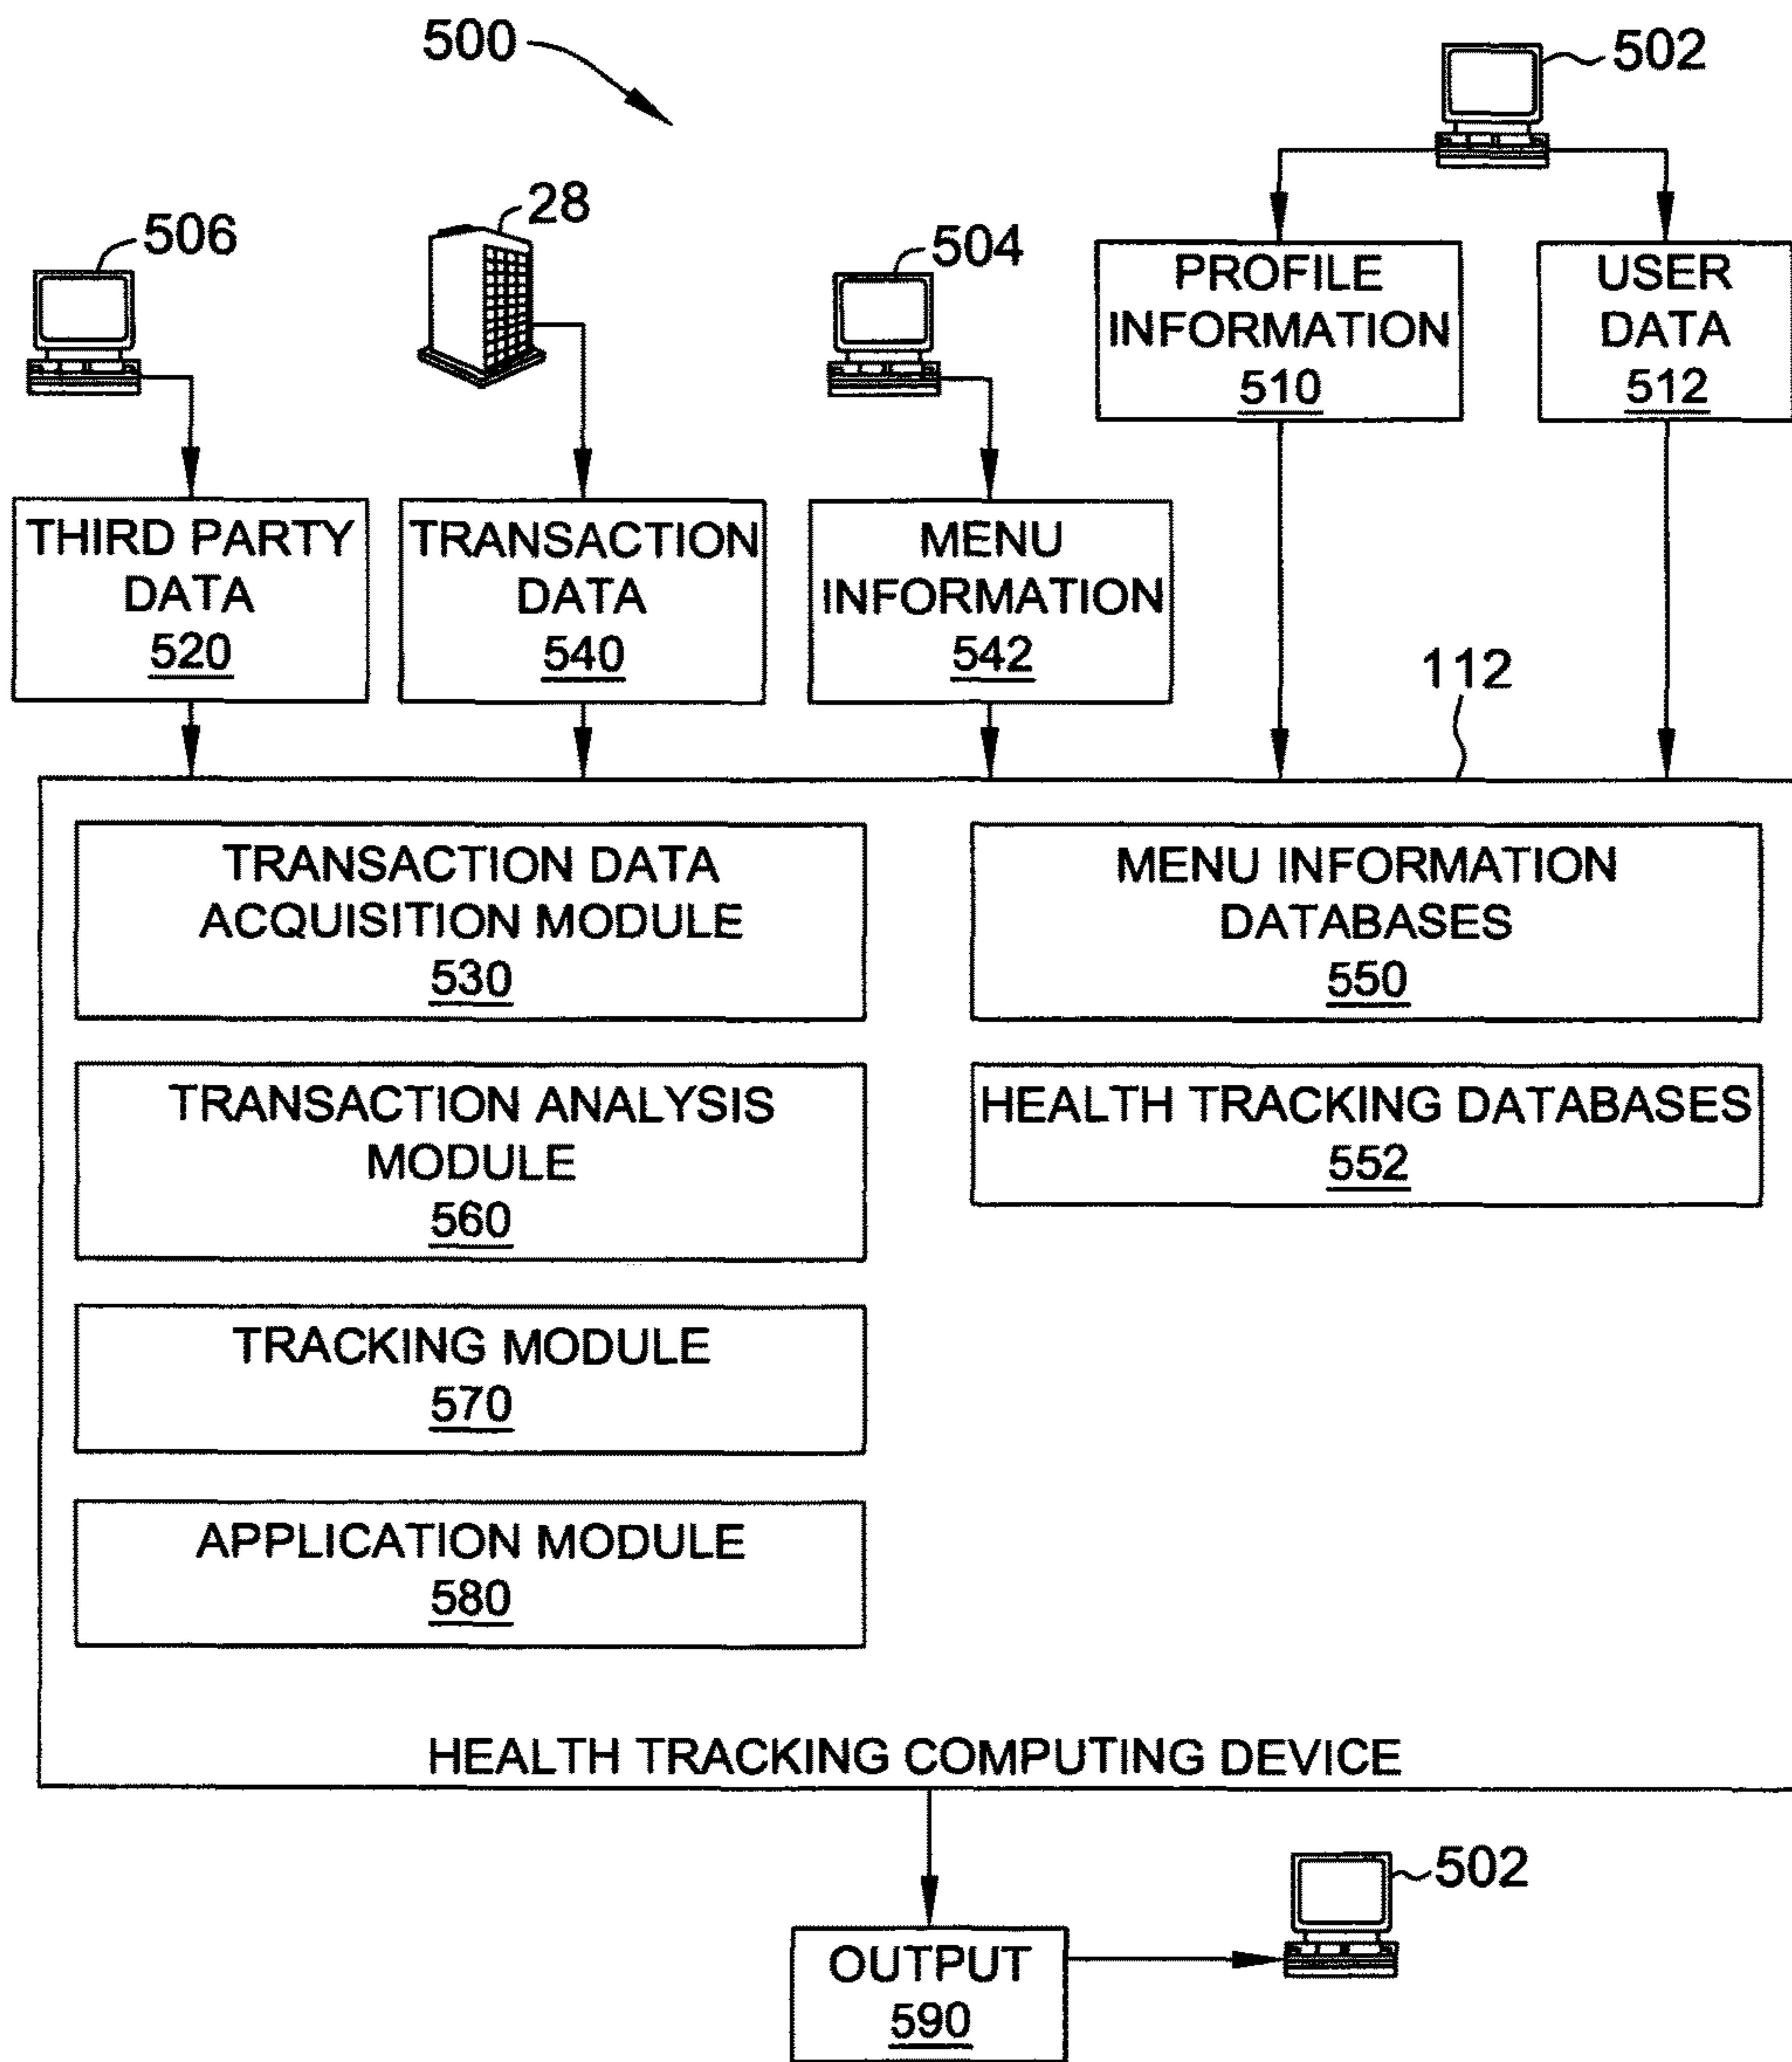 500
502
506
28
504
PROFILE
INFORMATION
510
USER
DATA
512
THIRD PARTY
DATA
520
TRANSACTION
DATA
540
MENU
INFORMATION
542
112
TRANSACTION DATA
ACQUISITION MODULE
530
MENU INFORMATION
DATABASES
550
TRANSACTION ANALYSIS
MODULE
560
HEALTH TRACKING DATABASES
552
TRACKING MODULE
570
APPLICATION MODULE
580
HEALTH TRACKING COMPUTING DEVICE
502
OUTPUT
590